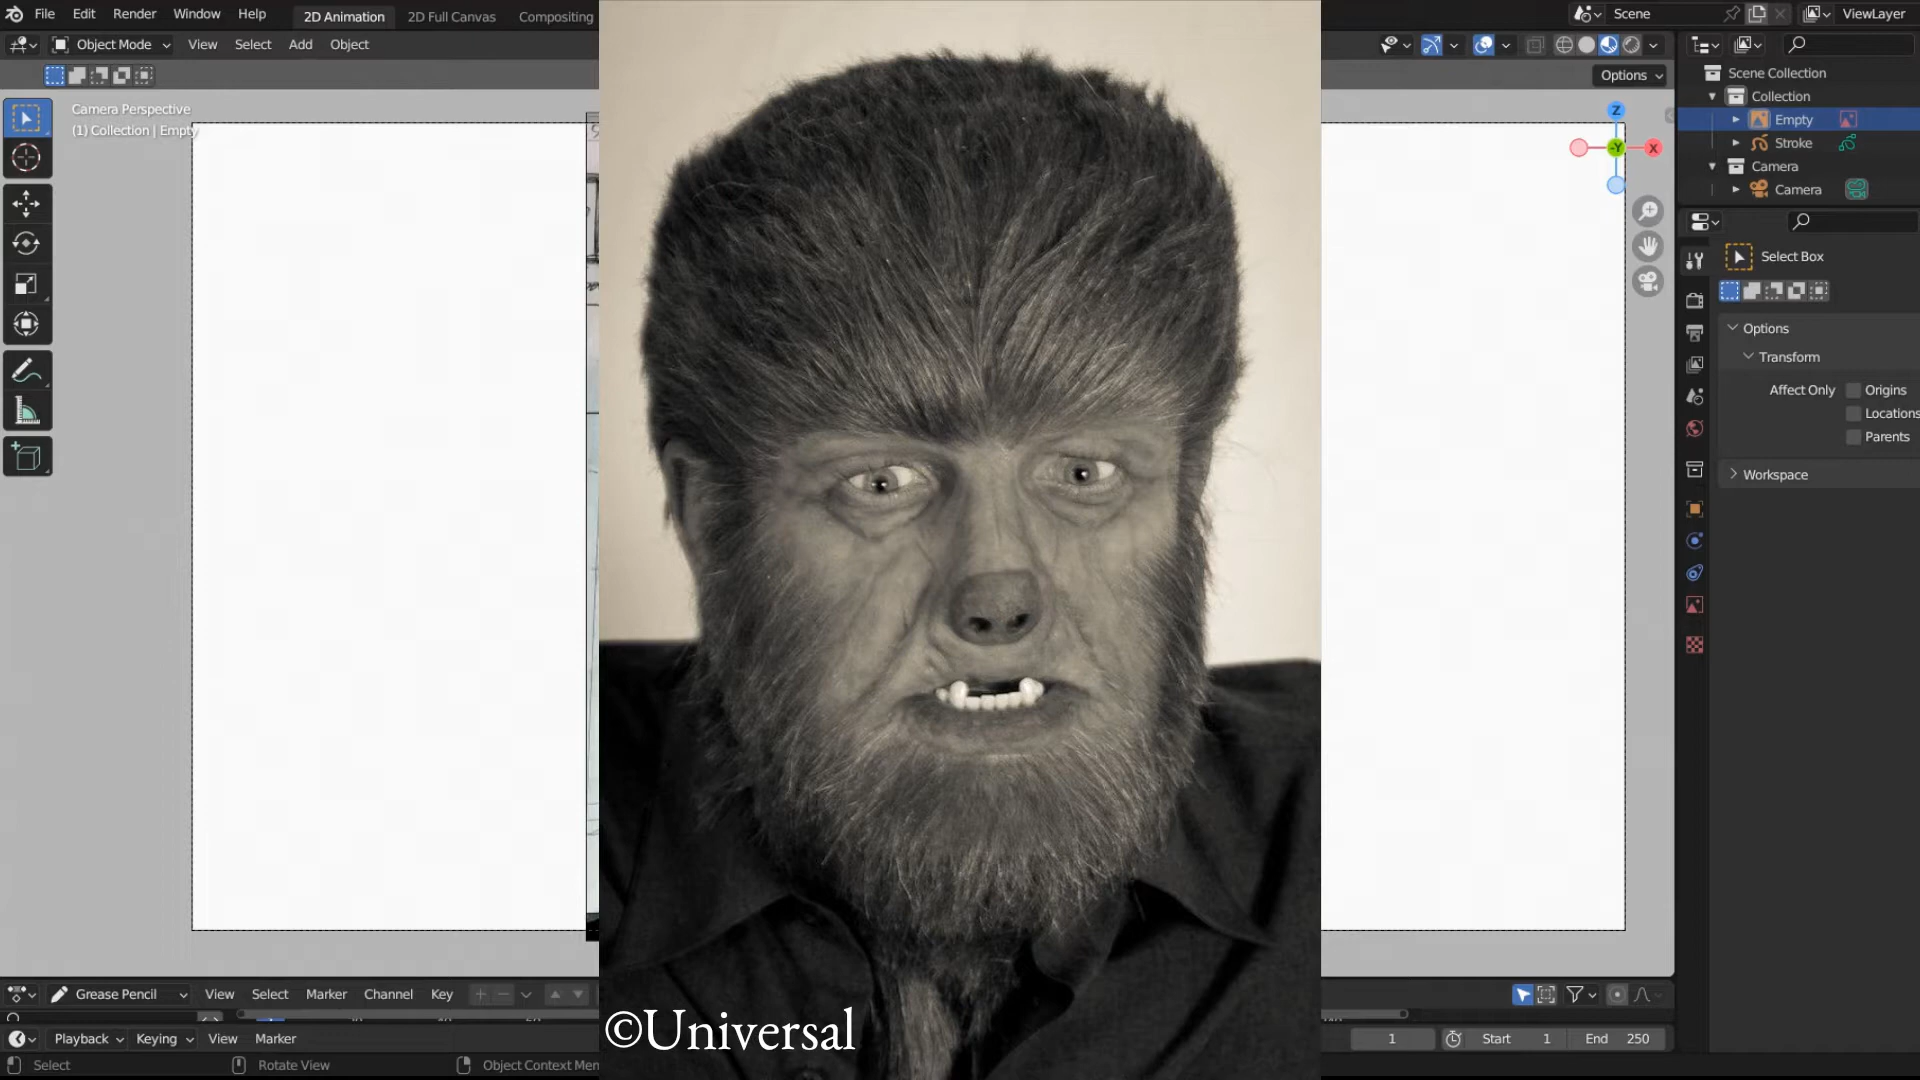 File Edit Render Window Help 2D Animation 2D Full Canvas Compositing Scene ViewLayer
Object Mode View Select Add Object
Options
Camera Perspective
(1) Collection | Empty
Z
-Y
X
Scene Collection
Collection
Empty
Stroke
Camera
Camera
Select Box
Options
Transform
Affect Only Origins
Locations
Parents
Workspace
Grease Pencil View Select Marker Channel Key
©Universal
Playback Keying View Marker 1 Start 1 End 250
Select Rotate View Object Context Men